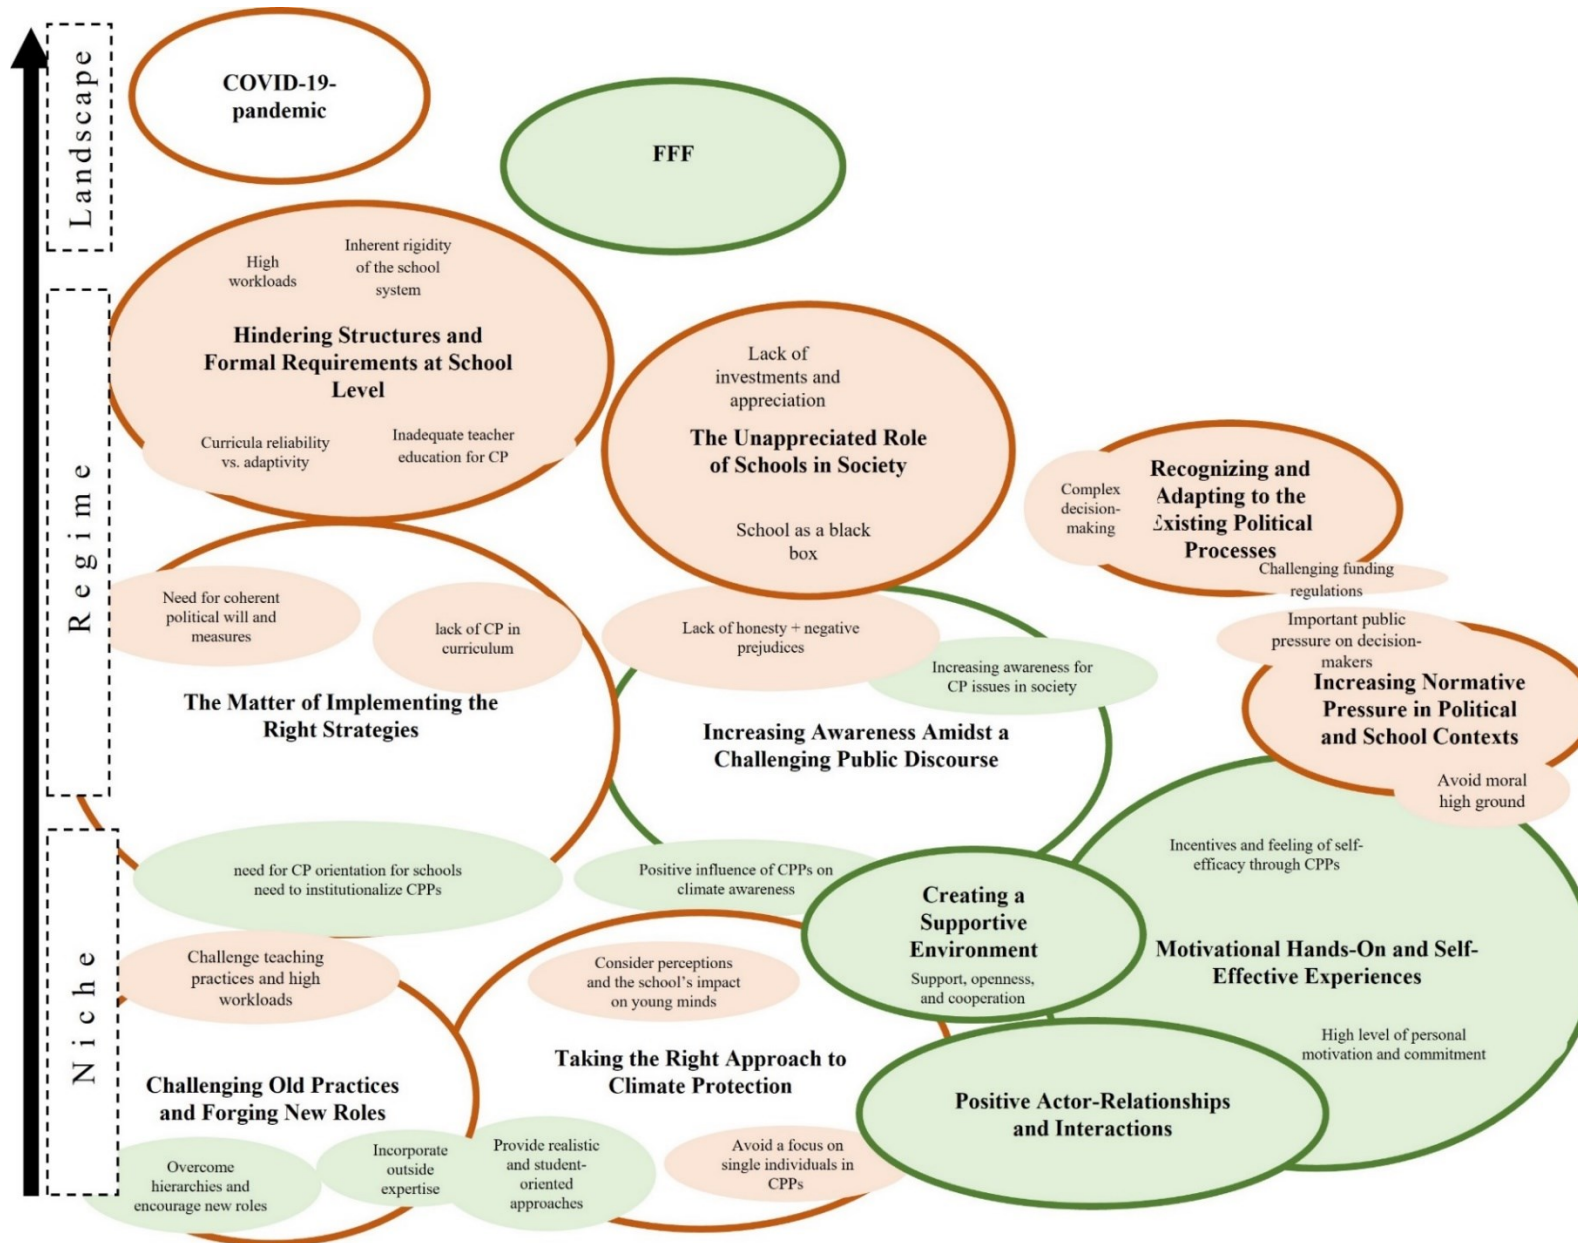 Landscape
COVID-19-
pandemic
FFF
High
workloads
Inherent rigidity
of the school
system
Hindering Structures and
Formal Requirements at School
Level
Curricula reliability
vs. adaptivity
Inadequate teacher
education for CP
Regime
Lack of
investments and
appreciation
The Unappreciated Role
of Schools in Society
School as a black
box
Complex
decision-
making
Recognizing and
Adapting to the
Existing Political
Processes
Challenging funding
regulations
Need for coherent
political will and
measures
lack of CP in
curriculum
The Matter of Implementing the
Right Strategies
need for CP orientation for schools
need to institutionalize CPPs
Lack of honesty + negative
prejudices
Increasing awareness for
CP issues in society
Increasing Awareness Amidst a
Challenging Public Discourse
Positive influence of CPPs on
climate awareness
Important public
pressure on decision-
makers
Increasing Normative
Pressure in Political
and School Contexts
Avoid moral
high ground
Niche
Challenge teaching
practices and high
workloads
Challenging Old Practices
and Forging New Roles
Overcome
hierarchies and
encourage new roles
Incorporate
outside
expertise
Consider perceptions
and the school’s impact
on young minds
Taking the Right Approach to
Climate Protection
Provide realistic
and student-
oriented
approaches
Avoid a focus on
single individuals in
CPPs
Creating a
Supportive
Environment
Support, openness,
and cooperation
Incentives and feeling of self-
efficacy through CPPs
Motivational Hands-On and Self-
Effective Experiences
High level of personal
motivation and commitment
Positive Actor-Relationships
and Interactions